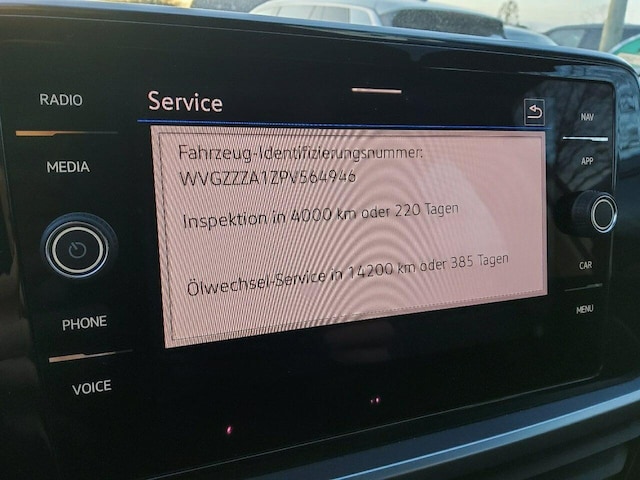 RADIO
Service
NAV
MEDIA
APP
Fahrzeug-Identifizierungsnummer:
WVGZZZA1ZPV564946
Inspektion in 4000 km oder 220 Tagen
Ölwechsel-Service in 14200 km oder 385 Tagen
CAR
PHONE
MENU
VOICE